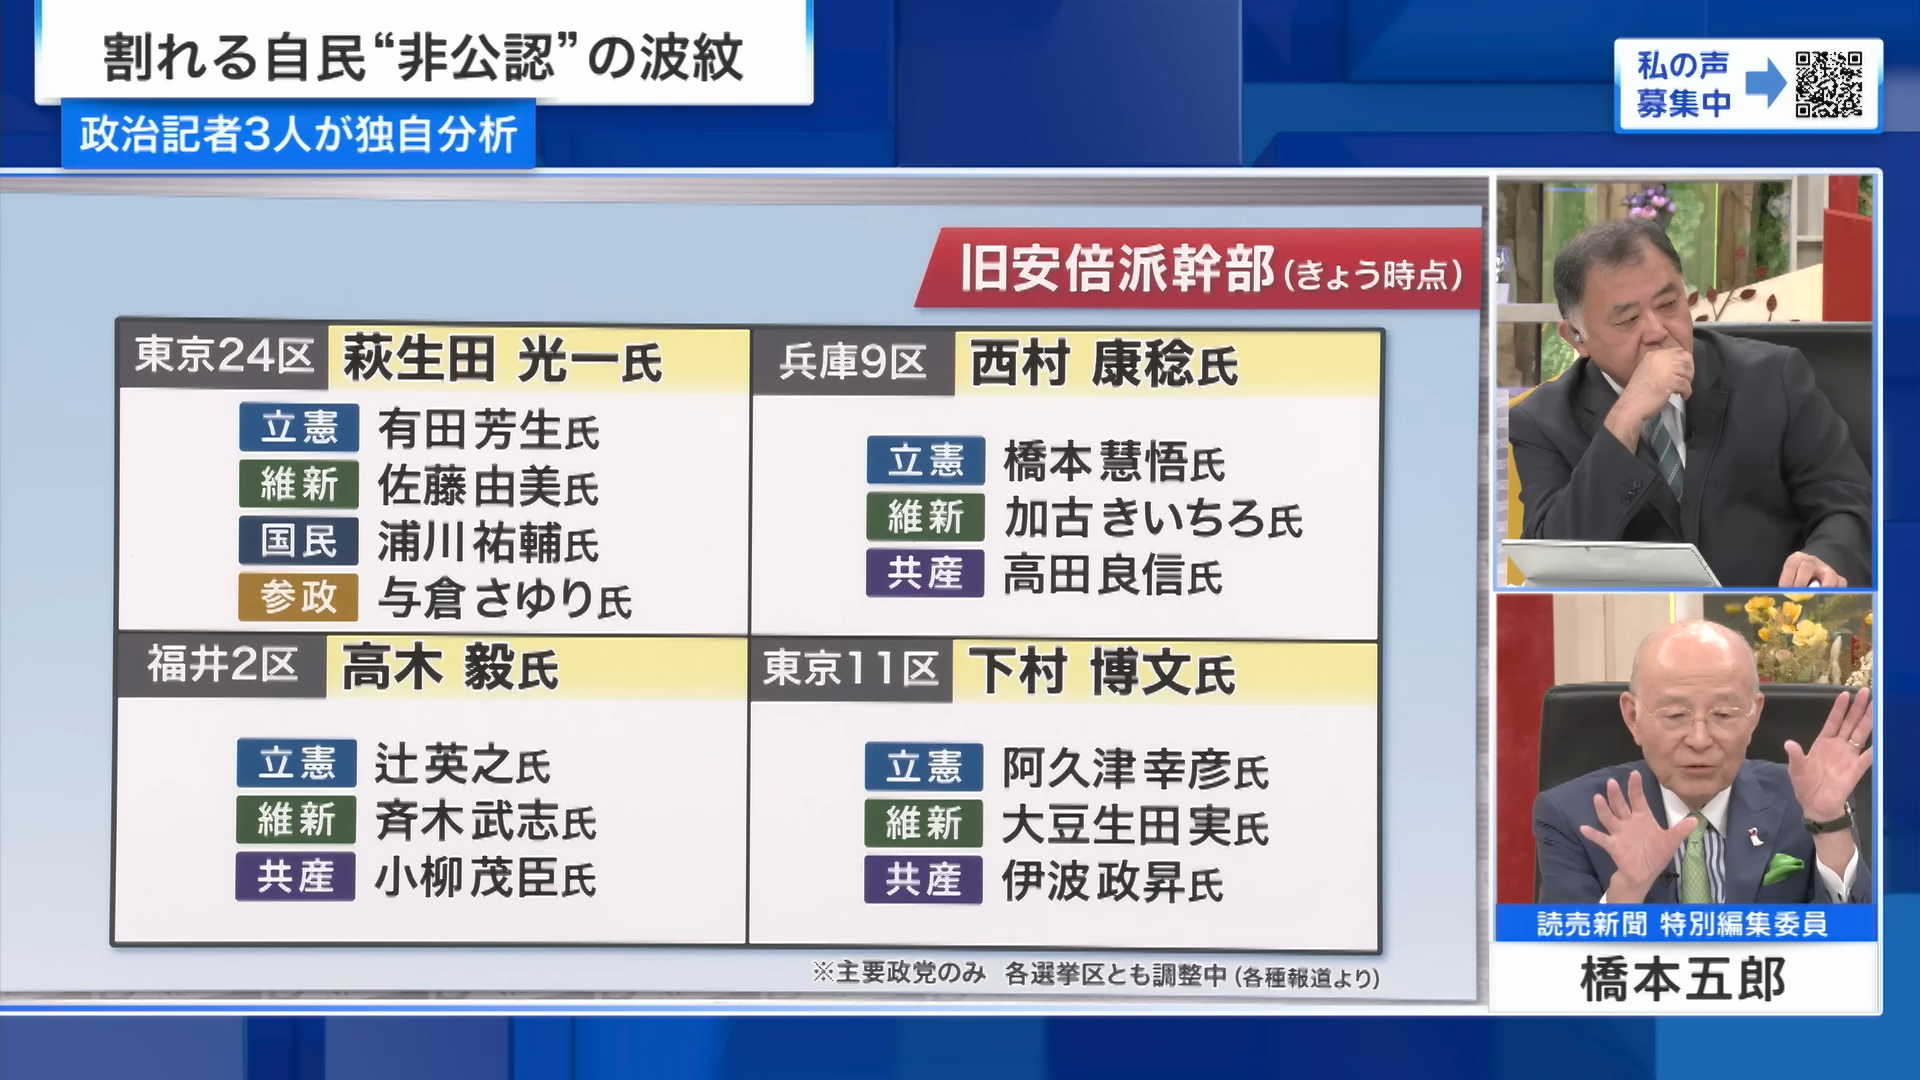 割れる自民“非公認”の波紋
政治記者3人が独自分析
私の声
募集中
旧安倍派幹部(きょう時点)
東京24区 萩生田 光一氏
立憲 有田芳生氏
維新 佐藤由美氏
国民 浦川祐輔氏
参政 与倉さゆり氏
兵庫9区 西村 康稔氏
立憲 橋本慧悟氏
維新 加古きいちろ氏
共産 高田良信氏
福井2区 高木 毅氏
立憲 辻英之氏
維新 斉木武志氏
共産 小柳茂臣氏
東京11区 下村 博文氏
立憲 阿久津幸彦氏
維新 大豆生田実氏
共産 伊波政昇氏
※主要政党のみ 各選挙区とも調整中(各種報道より)
読売新聞 特別編集委員
橋本五郎